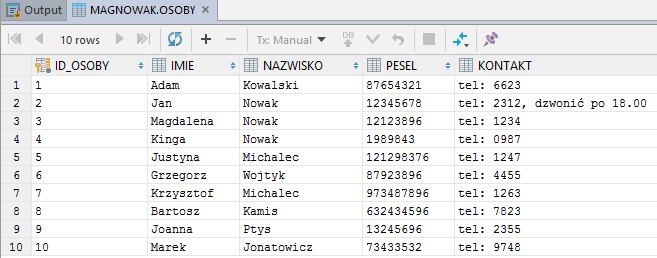 Output MAGNOWAK.OSOBY
10 rows Tx: Manual DB
ID_OSOBY IMIE NAZWISKO PESEL KONTAKT
1 1 Adam Kowalski 87654321 tel: 6623
2 2 Jan Nowak 12345678 tel: 2312, dzwonić po 18.00
3 3 Magdalena Nowak 12123896 tel: 1234
4 4 Kinga Nowak 1989843 tel: 0987
5 5 Justyna Michalec 121298376 tel: 1247
6 6 Grzegorz Wojtyk 87923896 tel: 4455
7 7 Krzysztof Michalec 973487896 tel: 1263
8 8 Bartosz Kamis 632434596 tel: 7823
9 9 Joanna Ptys 13245696 tel: 2355
10 10 Marek Jonatowicz 73433532 tel: 9748